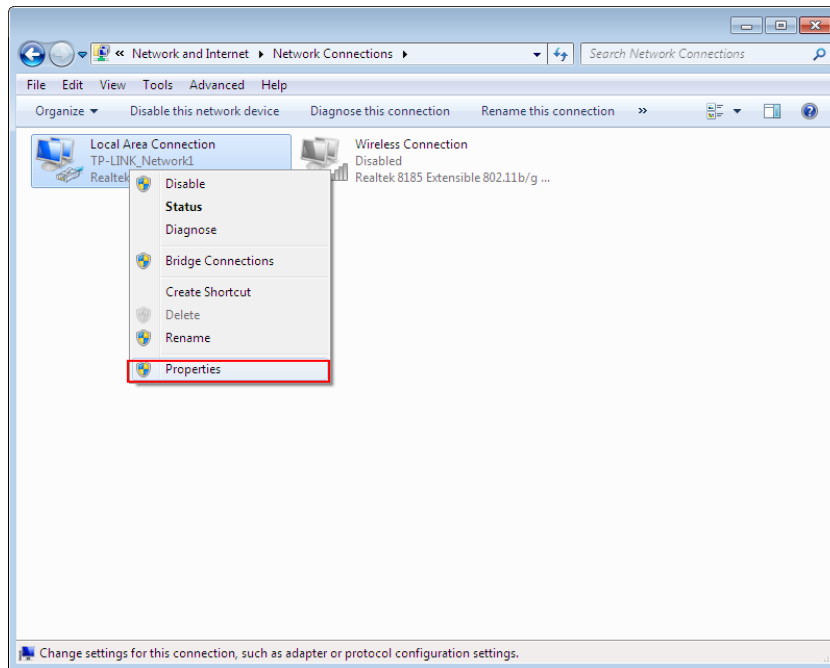 « Network and Internet ▸ Network Connections ▸
Search Network Connections
File Edit View Tools Advanced Help
Organize ▾ Disable this network device Diagnose this connection Rename this connection »
Local Area Connection
TP-LINK_Network1
Realtek
Wireless Connection
Disabled
Realtek 8185 Extensible 802.11b/g ...
Disable
Status
Diagnose
Bridge Connections
Create Shortcut
Delete
Rename
Properties
Change settings for this connection, such as adapter or protocol configuration settings.